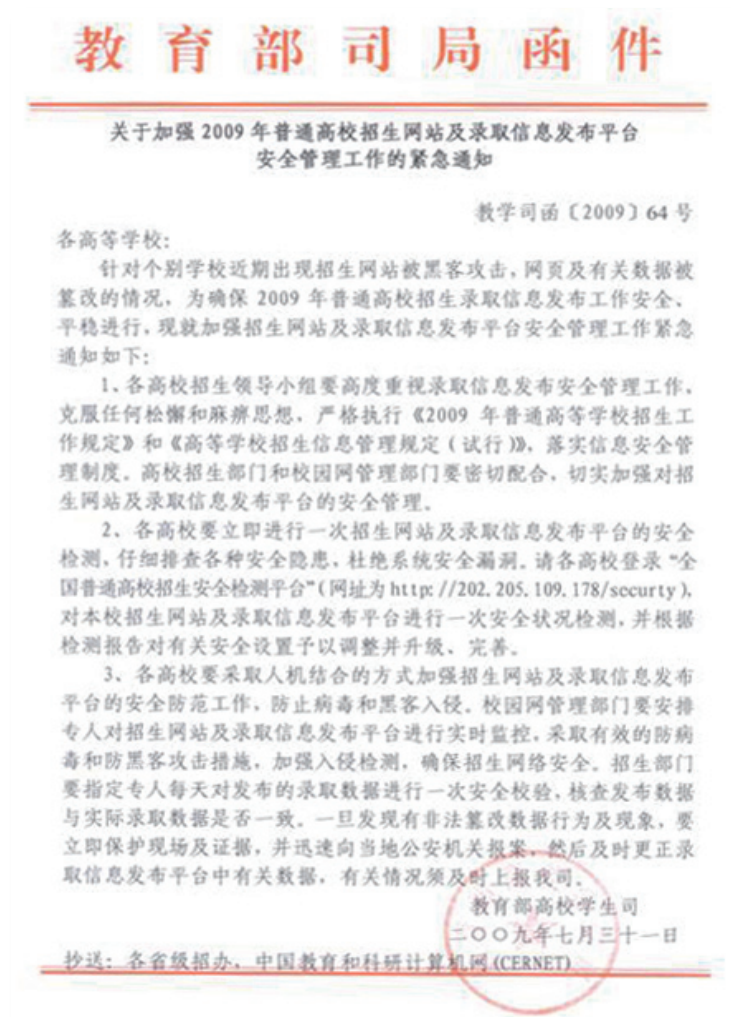 教育部司局函件
关于加强 2009 年普通高校招生网站及录取信息发布平台
安全管理工作的紧急通知
教学司函〔2009〕64 号
各高等学校：
针对个别学校近期出现招生网站被黑客攻击，网页及有关数据被
篡改的情况，为确保 2009 年普通高校招生录取信息发布工作安全、
平稳进行，现就加强招生网站及录取信息发布平台安全管理工作紧急
通知如下：
1、各高校招生领导小组要高度重视录取信息发布安全管理工作，
克服任何松懈和麻痹思想，严格执行《2009 年普通高等学校招生工
作规定》和《高等学校招生信息管理规定（试行）》，落实信息安全管
理制度。高校招生部门和校园网管理部门要密切配合，切实加强对招
生网站及录取信息发布平台的安全管理。
2、各高校要立即进行一次招生网站及录取信息发布平台的安全
检测，仔细排查各种安全隐患，杜绝系统安全漏洞。请各高校登录“全
国普通高校招生安全检测平台”（网址为 http://202.205.109.178/securty），
对本校招生网站及录取信息发布平台进行一次安全状况检测，并根据
检测报告对有关安全设置予以调整并升级、完善。
3、各高校要采取人机结合的方式加强招生网站及录取信息发布
平台的安全防范工作，防止病毒和黑客入侵。校园网管理部门要安排
专人对招生网站及录取信息发布平台进行实时监控，采取有效的防病
毒和防黑客攻击措施，加强入侵检测，确保招生网络安全。招生部门
要指定专人每天对发布的录取数据进行一次安全校验，核查发布数据
与实际录取数据是否一致。一旦发现有非法篡改数据行为及现象，要
立即保护现场及证据，并迅速向当地公安机关报案，然后及时更正录
取信息发布平台中有关数据，有关情况须及时上报我司。
教育部高校学生司
二〇〇九年七月三十一日
抄送：各省级招办、中国教育和科研计算机网(CERNET)